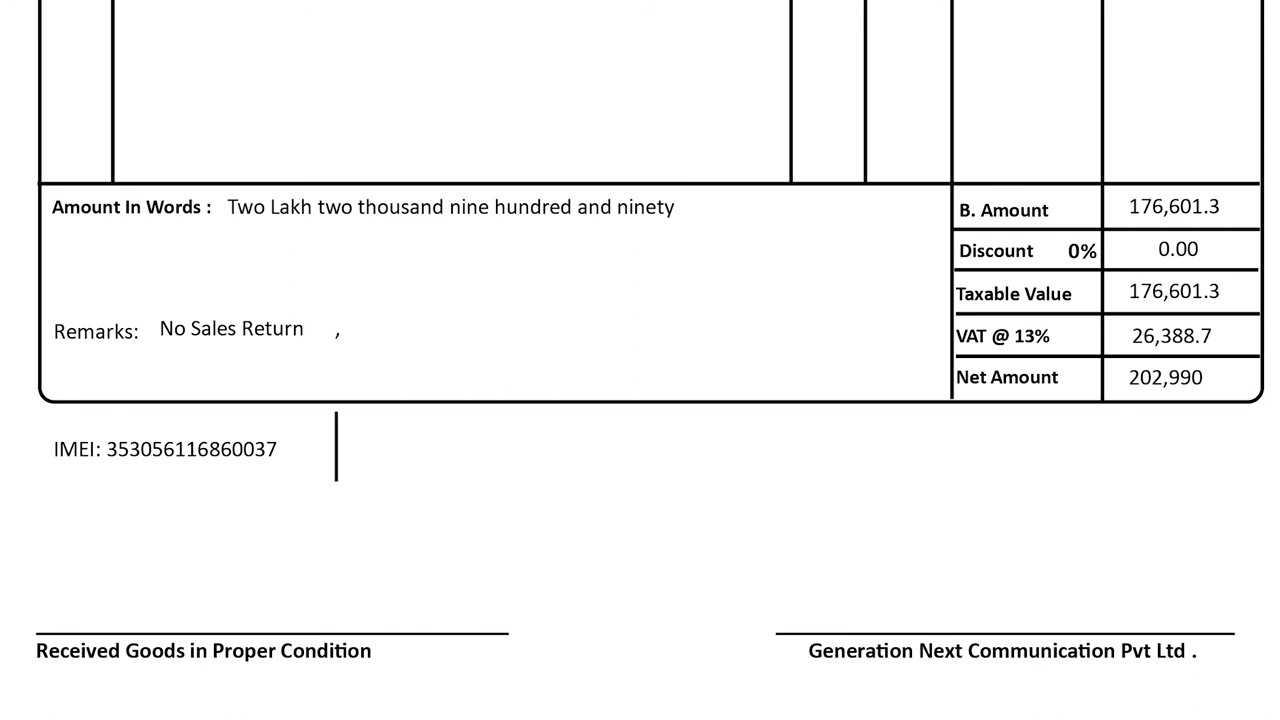 Amount In Words : Two Lakh two thousand nine hundred and ninety
B. Amount 176,601.3
Discount 0% 0.00
Taxable Value 176,601.3
VAT @ 13% 26,388.7
Net Amount 202,990
Remarks: No Sales Return ,
IMEI: 353056116860037
Received Goods in Proper Condition
Generation Next Communication Pvt Ltd .